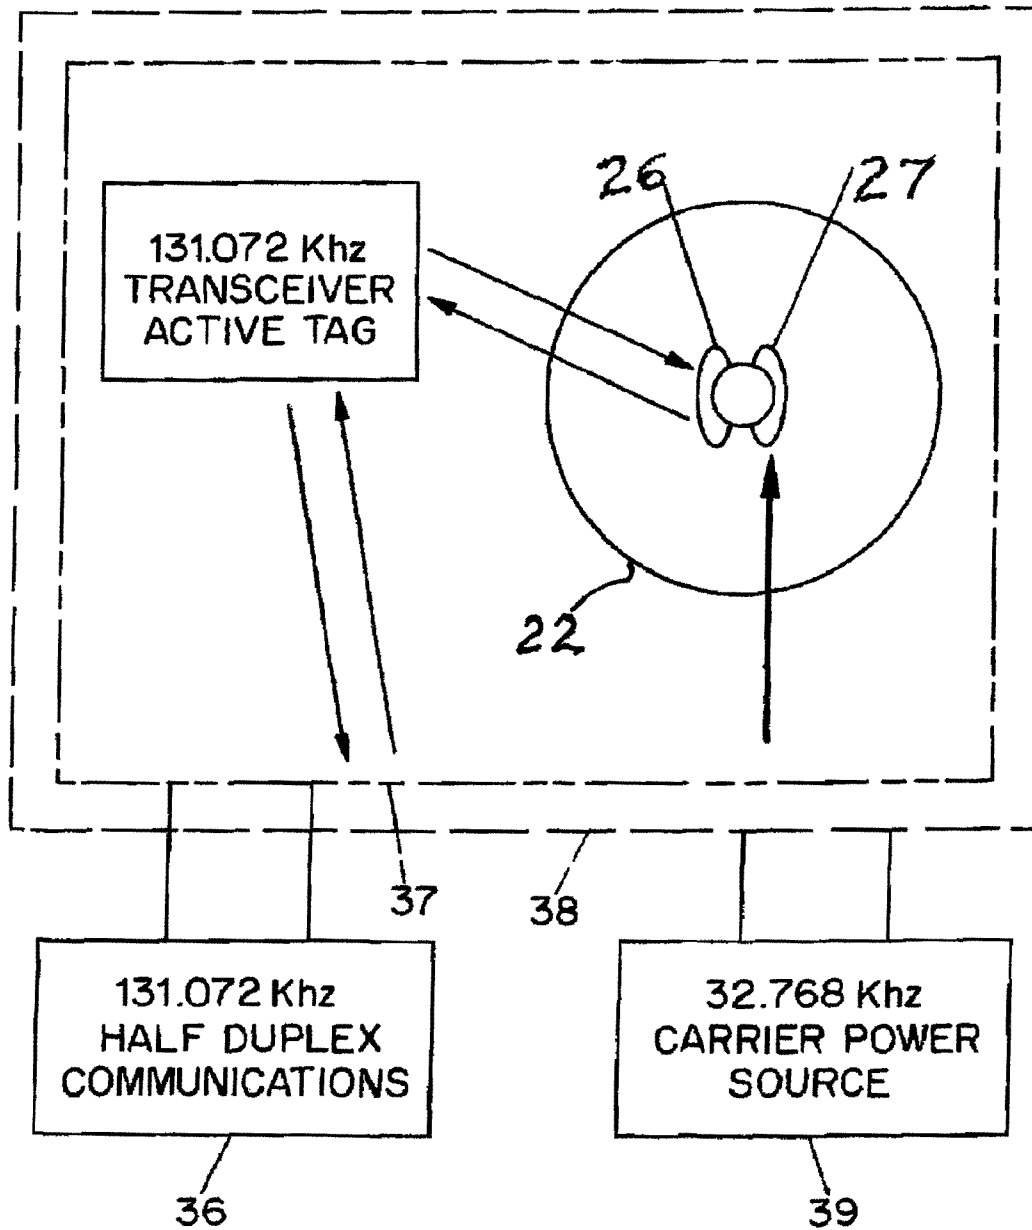 26
27
131.072 Khz
TRANSCEIVER
ACTIVE TAG
22
37
38
131.072 Khz
HALF DUPLEX
COMMUNICATIONS
32.768 Khz
CARRIER POWER
SOURCE
36
39